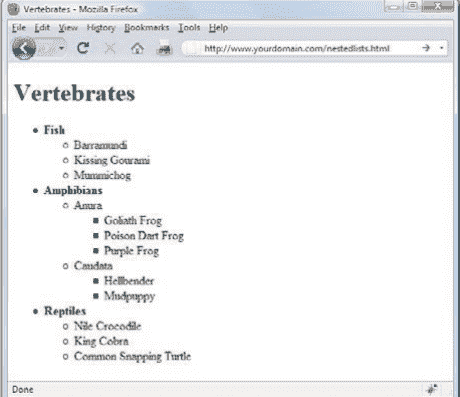 Vertebrates - Mozilla Firefox
File Edit View History Bookmarks Tools Help
http://www.yourdomain.com/nestedlists.html
Vertebrates
Fish
Barramundi
Kissing Gourami
Mummichog
Amphibians
Anura
Goliath Frog
Poison Dart Frog
Purple Frog
Caudata
Hellbender
Mudpuppy
Reptiles
Nile Crocodile
King Cobra
Common Snapping Turtle
Done